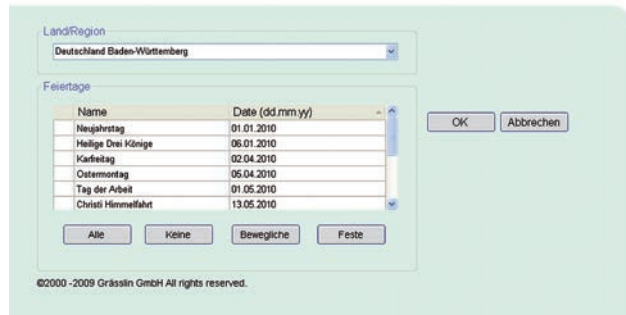 Land/Region
Deutschland Baden-Württemberg
Feiertage
Name Date (dd.mm.yy)
Neujahrstag 01.01.2010
Heilige Drei Könige 06.01.2010
Karfreitag 02.04.2010
Ostermontag 05.04.2010
Tag der Arbeit 01.05.2010
Christi Himmelfahrt 13.05.2010
OK Abbrechen
Alle Keine Bewegliche Feste
©2000 -2009 Grässlin GmbH All rights reserved.